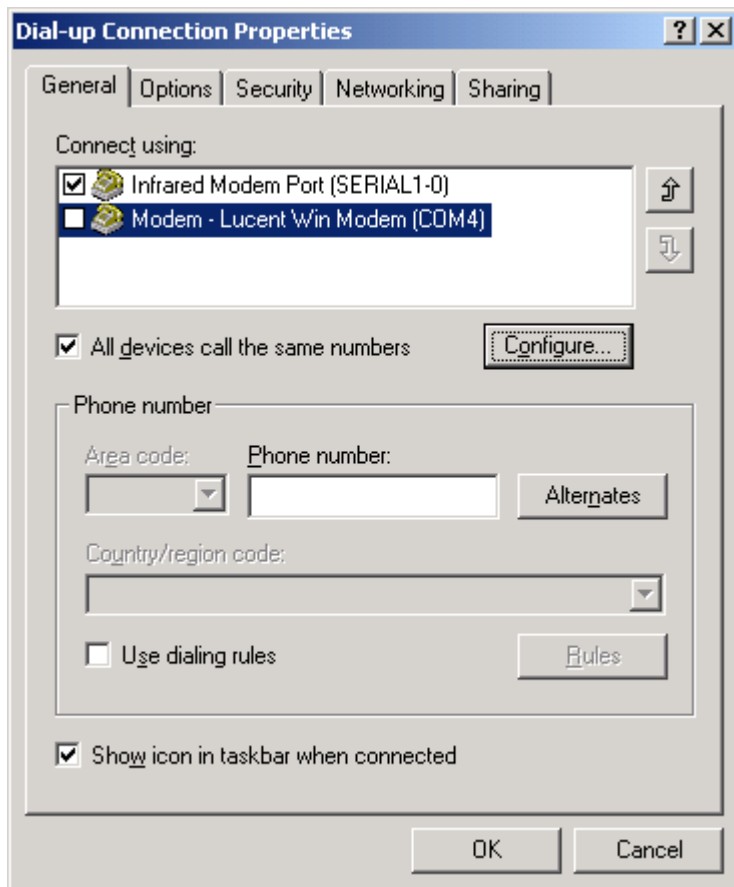 Dial-up Connection Properties
General Options Security Networking Sharing
Connect using:
Infrared Modem Port (SERIAL1-0)
Modem - Lucent Win Modem (COM4)
All devices call the same numbers Configure...
Phone number
Area code: Phone number:
Alternates
Country/region code:
Use dialing rules Rules
Show icon in taskbar when connected
OK Cancel